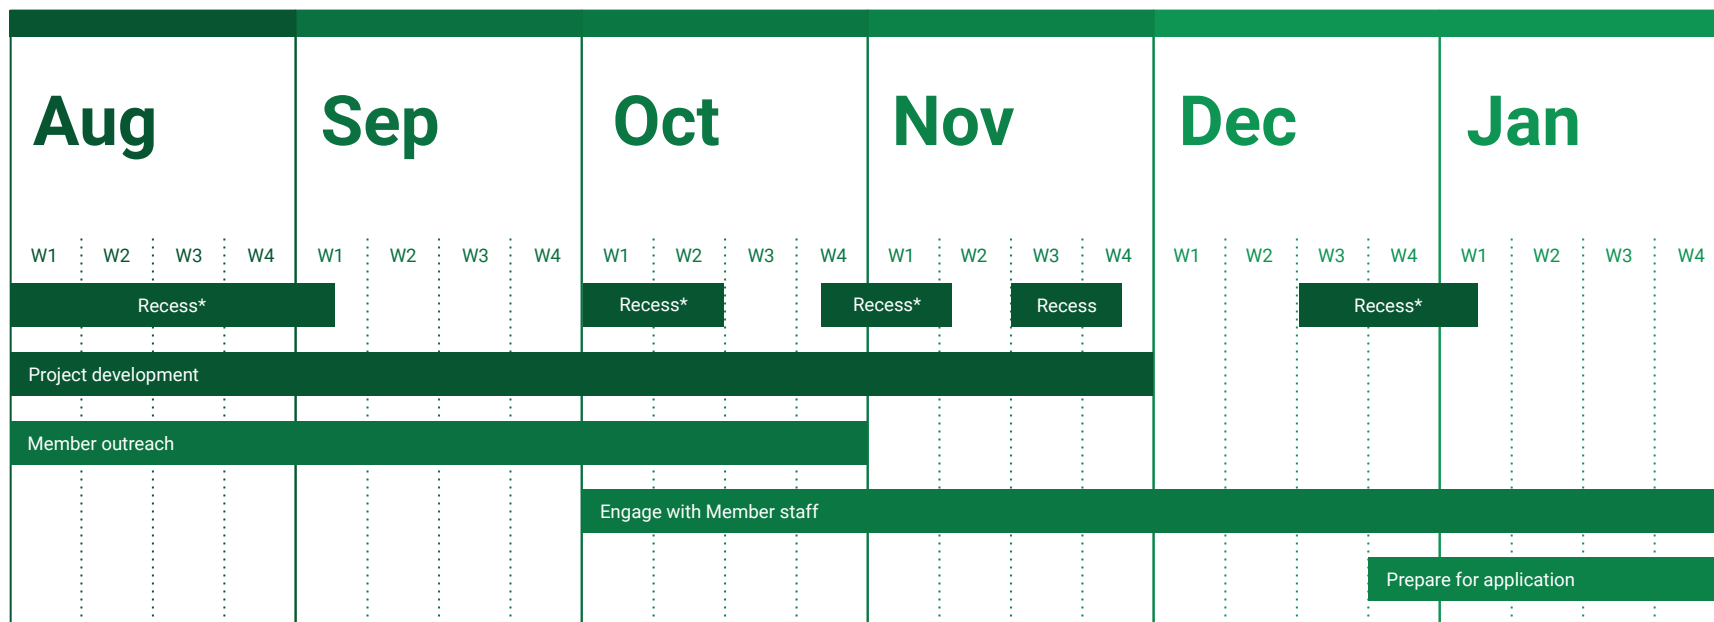 Aug Sep Oct Nov Dec Jan
W1 W2 W3 W4 W1 W2 W3 W4 W1 W2 W3 W4 W1 W2 W3 W4 W1 W2 W3 W4 W1 W2 W3 W4
Recess* Recess* Recess* Recess Recess*
Project development
Member outreach
Engage with Member staff
Prepare for application